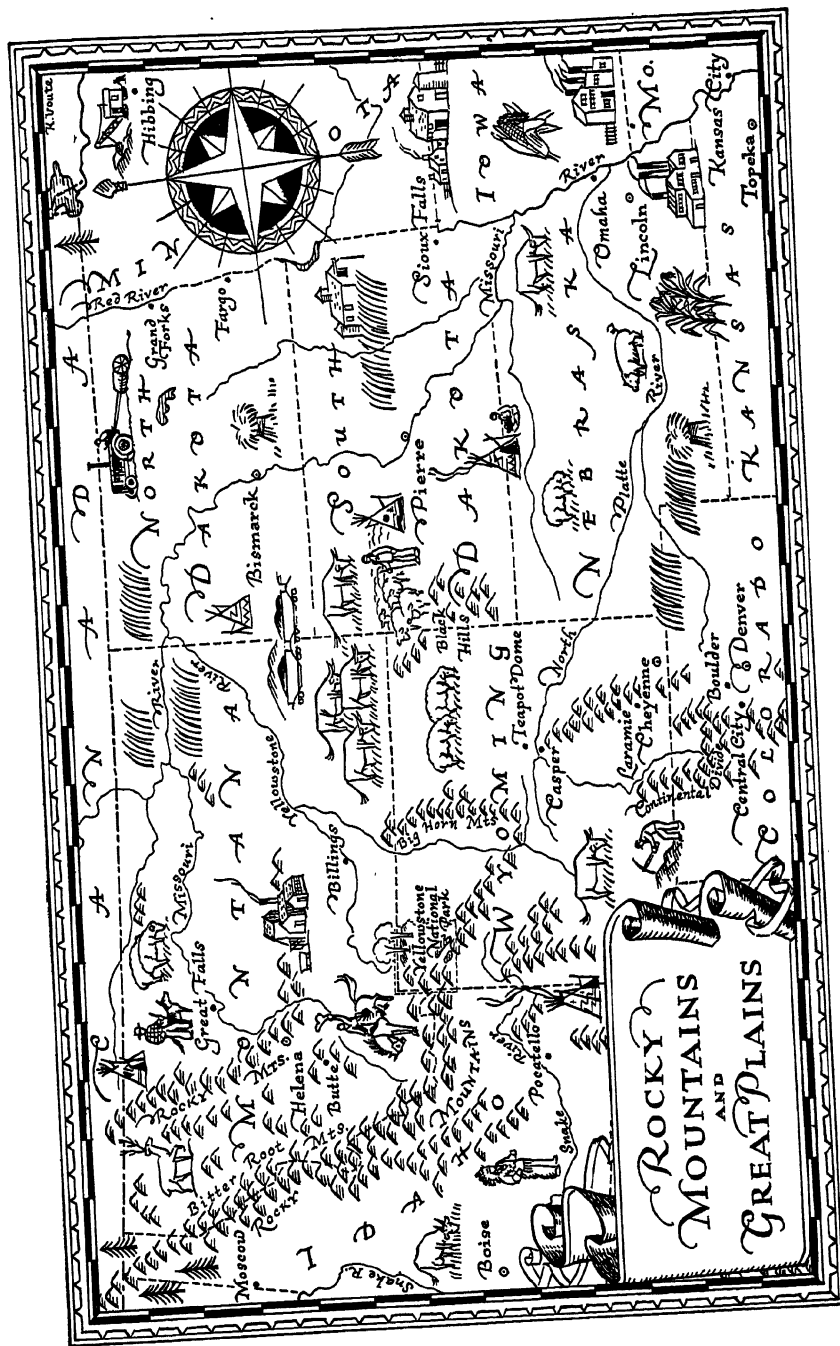 CANADA
Moscow
Bitter Root Mts.
Rocky Mts.
Rocky
MOUNTAINS
Helena
Butte
Great Falls
Missouri
River
MONTANA
Yellowstone
River
Billings
NORTH
DAKOTA
Bismarck
Grand
Forks
Fargo
Red River
MIN
Hibbing
K. Voute
SOUTH
DAKOTA
Pierre
Black
Hills
Sioux Falls
IDAHO
Snake R.
Boise
Snake
River
Pocatello
Yellowstone
National
Park
Big Horn Mts
WYOMING
Teapot Dome
Casper
Laramie
Cheyenne
North
Platte
River
NEBRASKA
Missouri
River
Omaha
Lincoln
IOWA
MO.
Kansas City
Topeka
KANSAS
Continental
Divide
Central City
Boulder
Denver
COLORADO
ROCKY
MOUNTAINS
AND
GREAT PLAINS